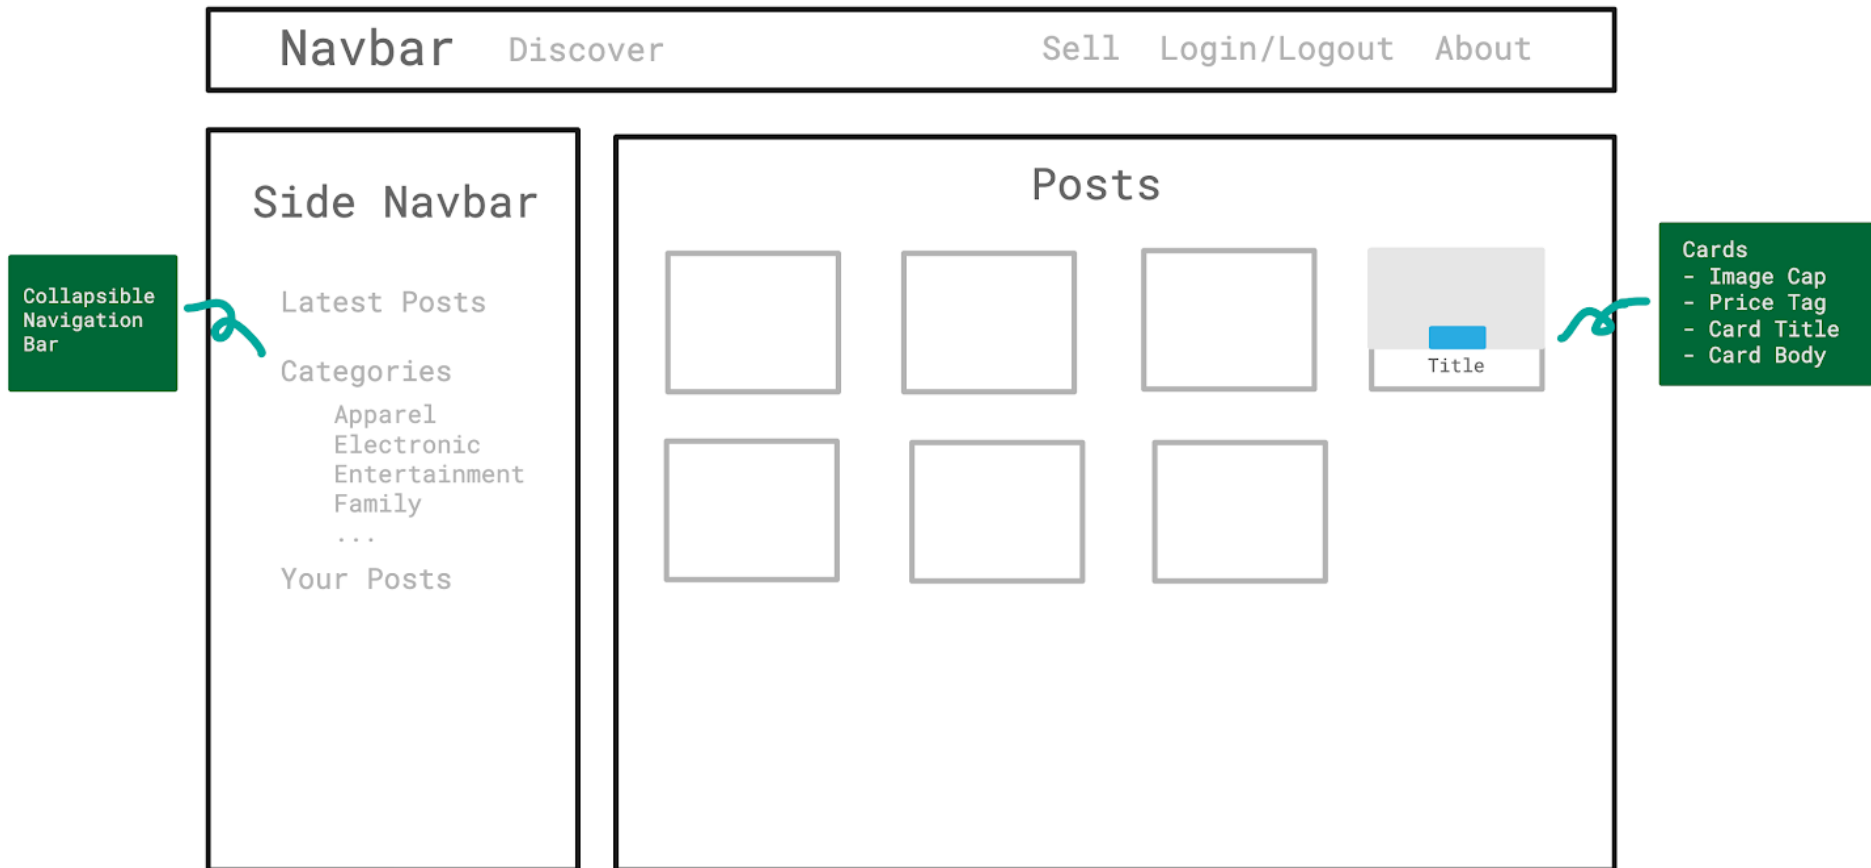 Navbar Discover Sell Login/Logout About
Side Navbar
Latest Posts
Categories
Apparel
Electronic
Entertainment
Family
...
Your Posts
Collapsible
Navigation
Bar
Posts
Title
Cards
- Image Cap
- Price Tag
- Card Title
- Card Body